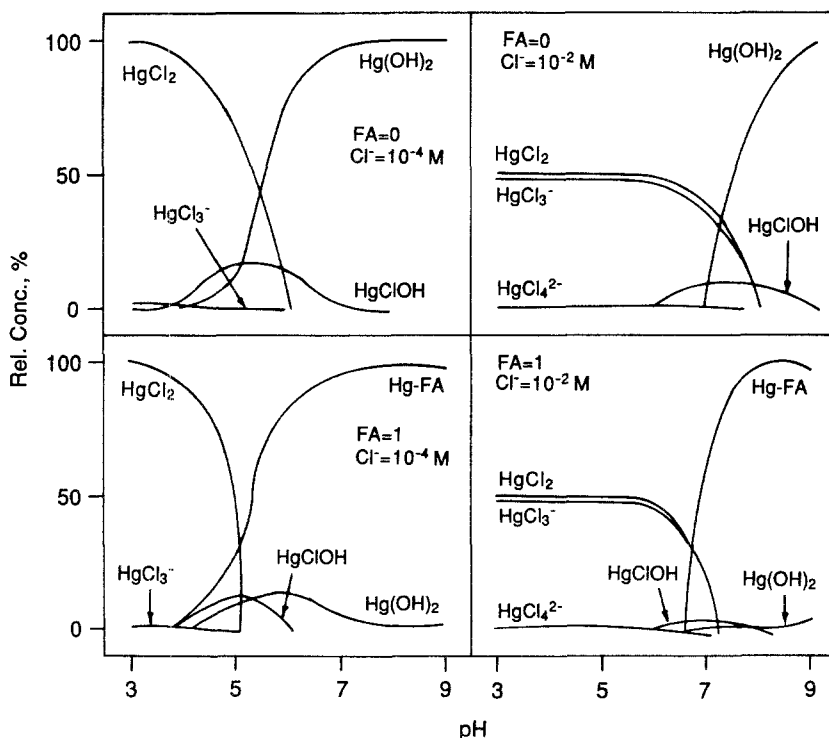 Rel. Conc., %
100
50
0
HgCl₂
Hg(OH)₂
FA=0
Cl⁻=10⁻⁴ M
HgCl₃⁻
HgClOH
FA=0
Cl⁻=10⁻² M
Hg(OH)₂
HgCl₂
HgCl₃⁻
HgClOH
HgCl₄²⁻
100
50
0
HgCl₂
Hg-FA
FA=1
Cl⁻=10⁻⁴ M
HgCl₃⁻
HgClOH
Hg(OH)₂
FA=1
Cl⁻=10⁻² M
Hg-FA
HgCl₂
HgCl₃⁻
HgClOH
Hg(OH)₂
HgCl₄²⁻
3 5 7 9
3 5 7 9
pH